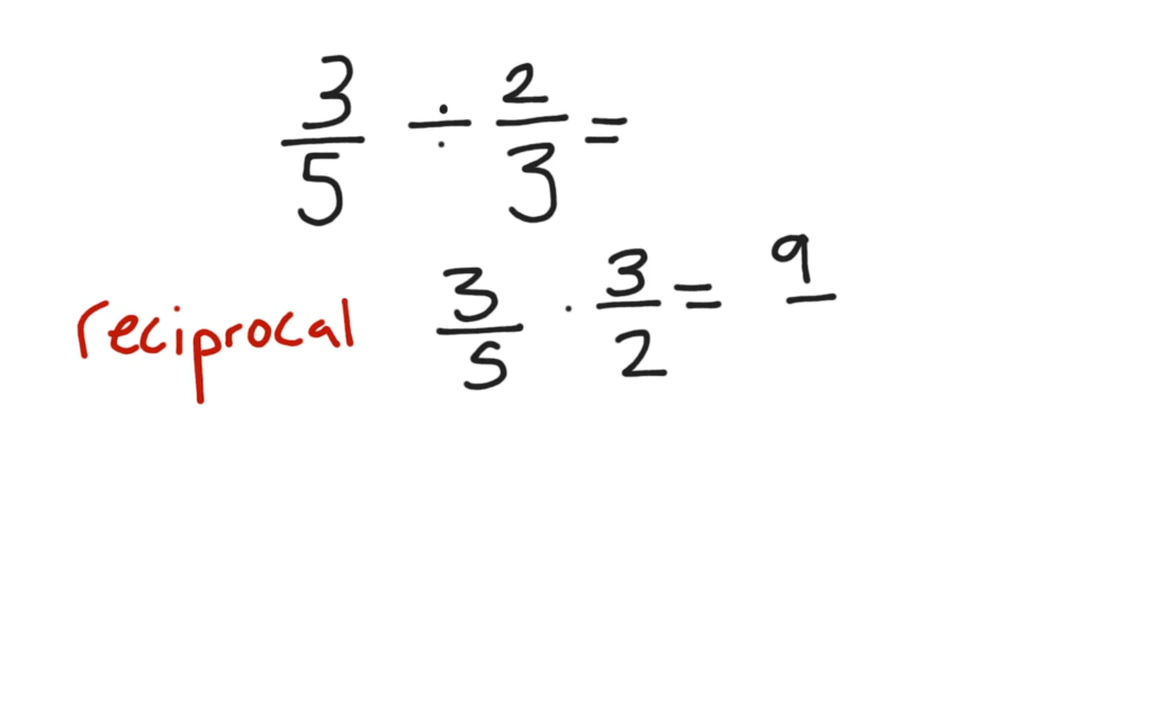 3/5 ÷ 2/3 =
reciprocal 3/5 · 3/2 = 9/